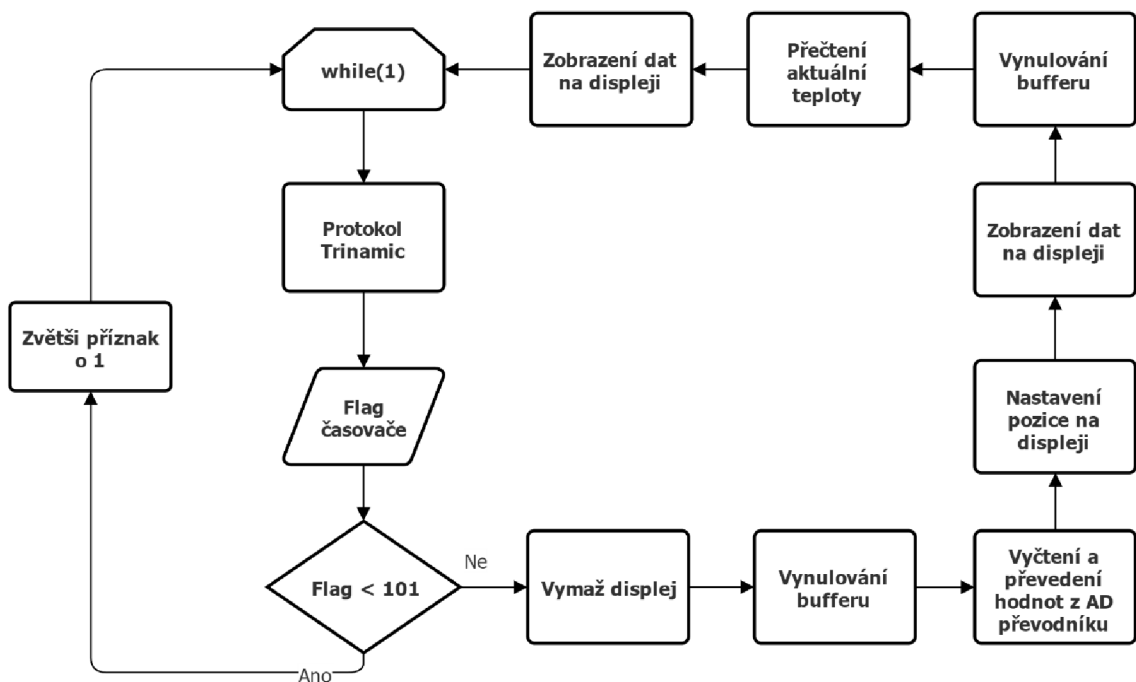 while(1)
Zobrazení dat
na displeji
Přečtení
aktuální
teploty
Vynulování
bufferu
Protokol
Trinamic
Zobrazení dat
na displeji
Zvětši příznak
o 1
Flag
časovače
Nastavení
pozice na
displeji
Flag < 101
Ne
Vymaž displej
Vynulování
bufferu
Vyčtení a
převedení
hodnot z AD
převodníku
Ano